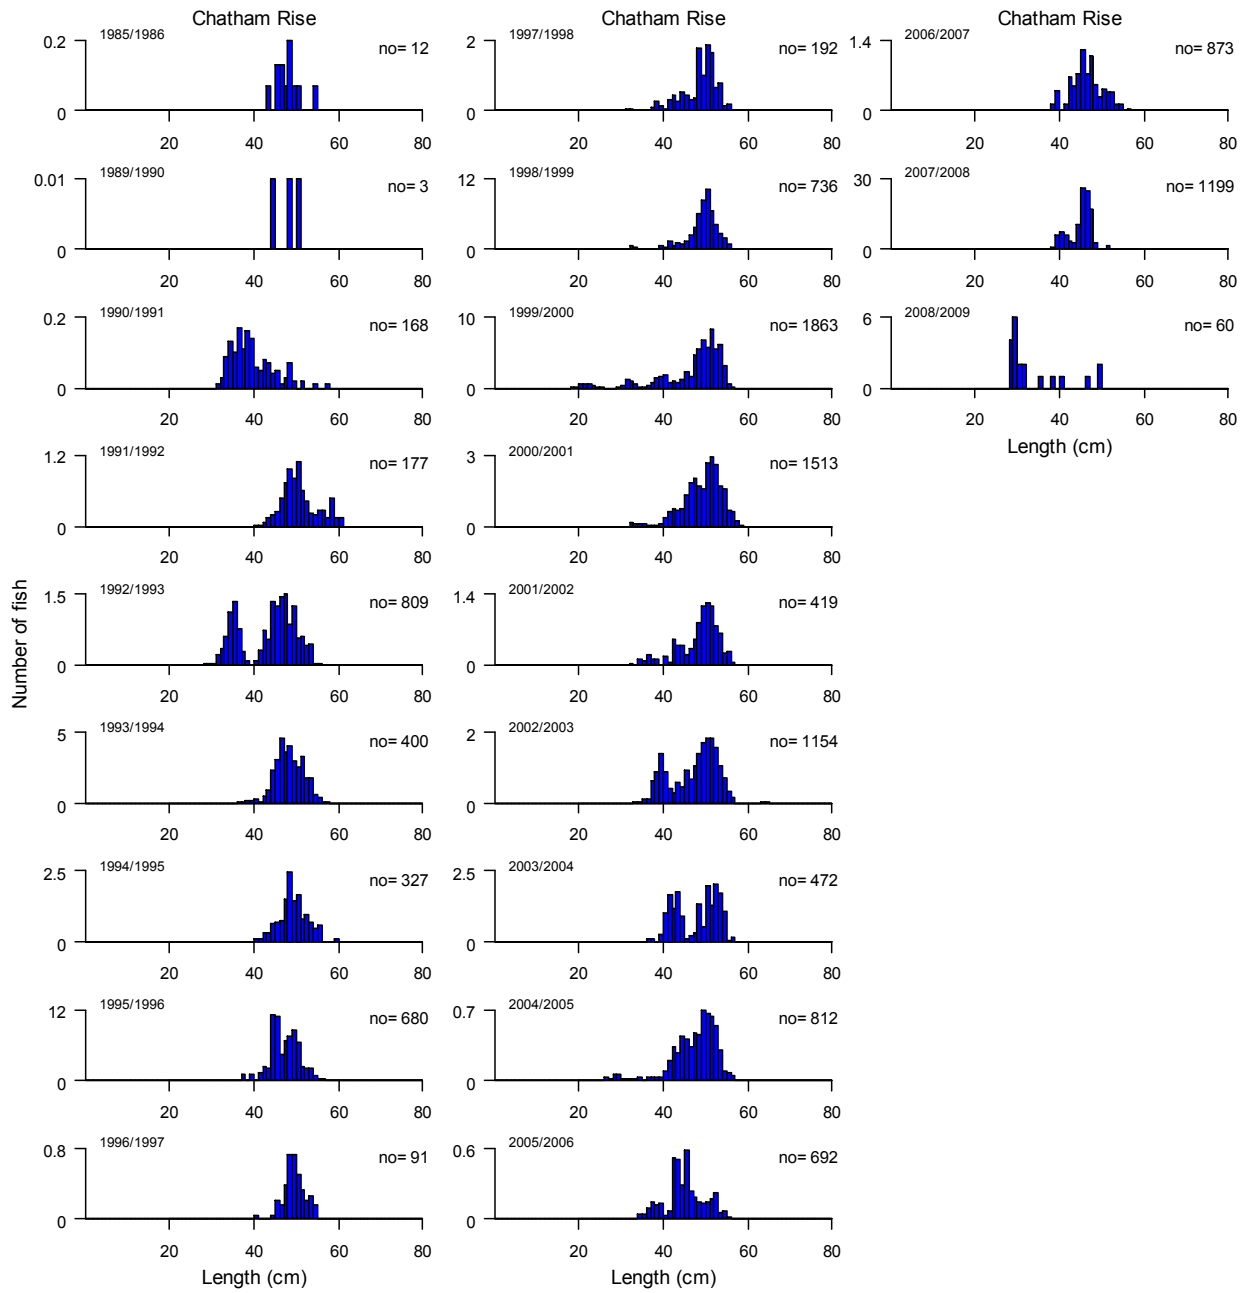 Chatham Rise
1985/1986
no= 12
0.2
0
20 40 60 80
1989/1990
no= 3
0.01
0
20 40 60 80
1990/1991
no= 168
0.2
0
20 40 60 80
1991/1992
no= 177
1.2
0
20 40 60 80
1992/1993
no= 809
1.5
0
20 40 60 80
1993/1994
no= 400
5
0
20 40 60 80
1994/1995
no= 327
2.5
0
20 40 60 80
1995/1996
no= 680
12
0
20 40 60 80
1996/1997
no= 91
0.8
0
20 40 60 80
Length (cm)
Number of fish
Chatham Rise
1997/1998
no= 192
2
0
20 40 60 80
1998/1999
no= 736
12
0
20 40 60 80
1999/2000
no= 1863
10
0
20 40 60 80
2000/2001
no= 1513
3
0
20 40 60 80
2001/2002
no= 419
1.4
0
20 40 60 80
2002/2003
no= 1154
2
0
20 40 60 80
2003/2004
no= 472
2.5
0
20 40 60 80
2004/2005
no= 812
0.7
0
20 40 60 80
2005/2006
no= 692
0.6
0
20 40 60 80
Length (cm)
Chatham Rise
2006/2007
no= 873
1.4
0
20 40 60 80
2007/2008
no= 1199
30
0
20 40 60 80
2008/2009
no= 60
6
0
20 40 60 80
Length (cm)